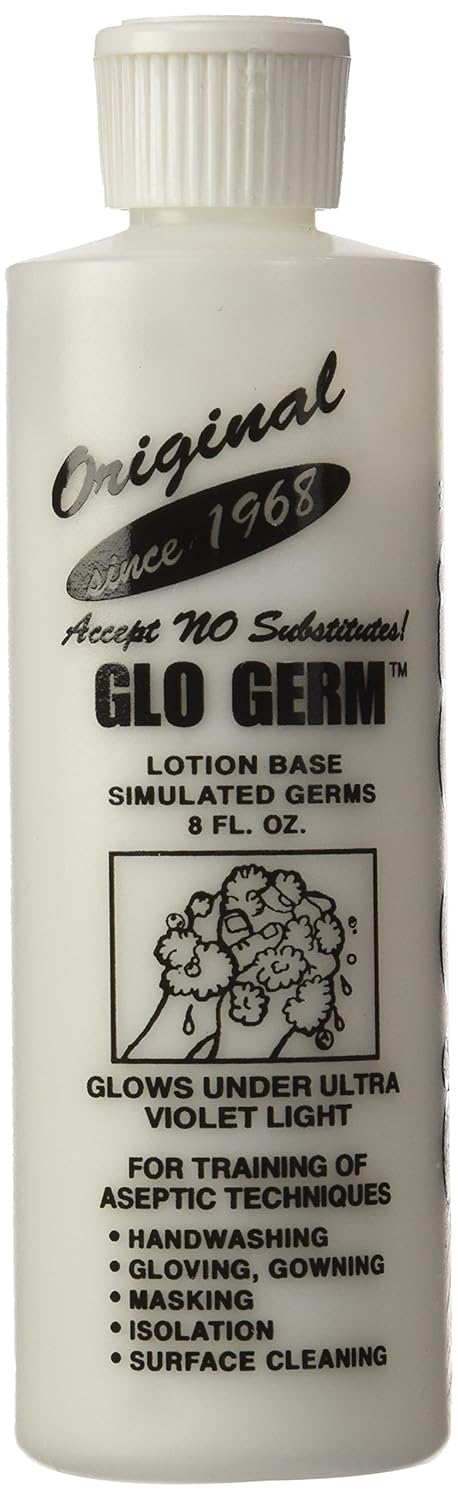 Original
since 1968
Accept NO Substitutes!
GLO GERM™
LOTION BASE
SIMULATED GERMS
8 FL. OZ.
GLOWS UNDER ULTRA
VIOLET LIGHT
FOR TRAINING OF
ASEPTIC TECHNIQUES
• HANDWASHING
• GLOVING, GOWNING
• MASKING
• ISOLATION
• SURFACE CLEANING